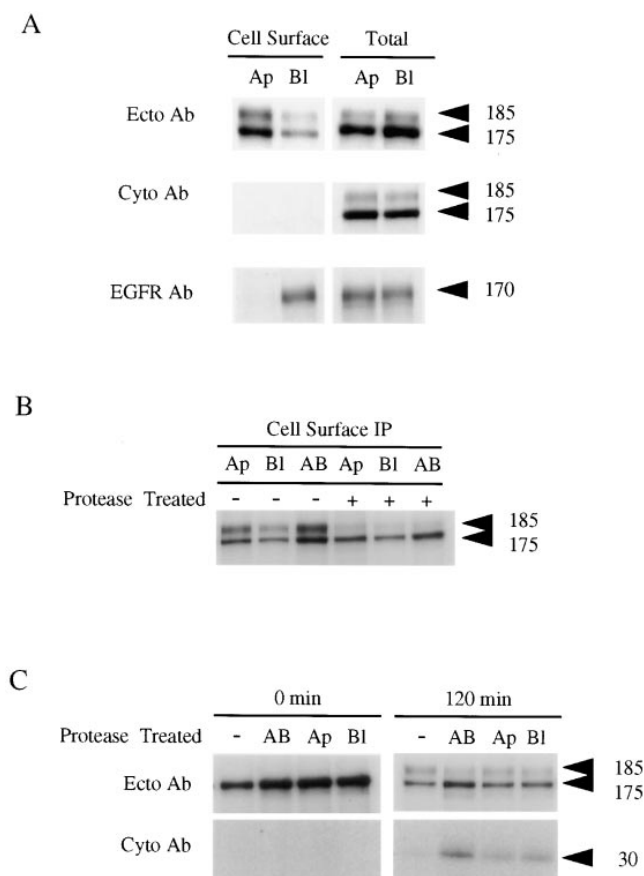 A
Cell Surface Total
Ap Bl Ap Bl
Ecto Ab 185
175
Cyto Ab 185
175
EGFR Ab 170
B
Cell Surface IP
Ap Bl AB Ap Bl AB
Protease Treated - - - + + +
185
175
C
0 min 120 min
Protease Treated - AB Ap Bl - AB Ap Bl
Ecto Ab 185
175
Cyto Ab 30